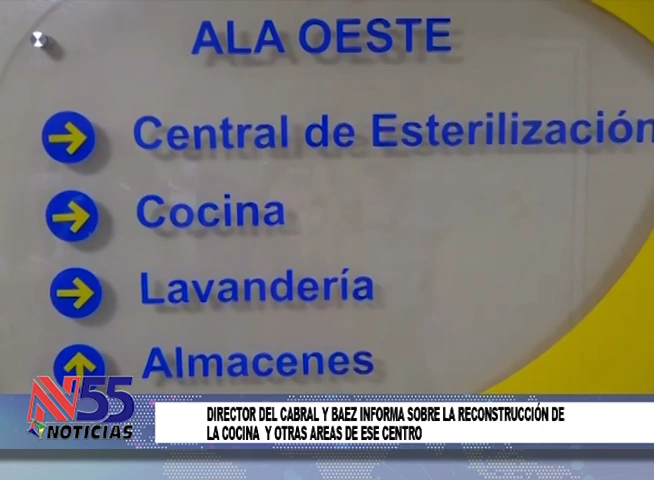 ALA OESTE
Central de Esterilización
Cocina
Lavandería
Almacenes
N55
NOTICIAS
DIRECTOR DEL CABRAL Y BAEZ INFORMA SOBRE LA RECONSTRUCCIÓN DE
LA COCINA Y OTRAS AREAS DE ESE CENTRO